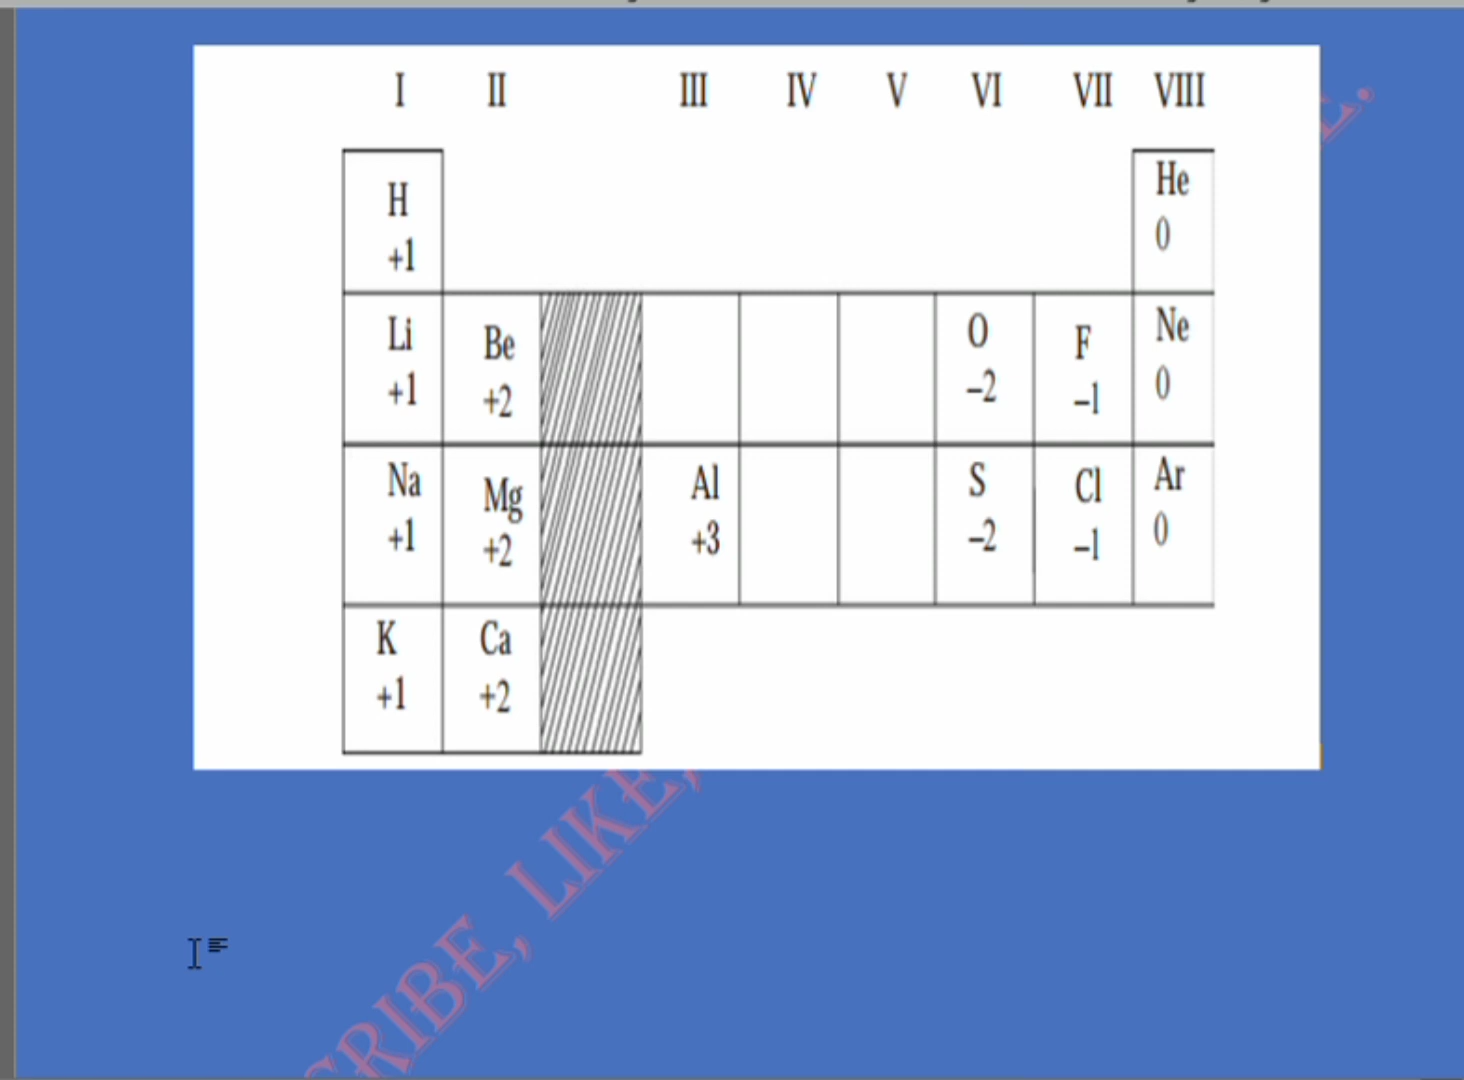 I II III IV V VI VII VIII
H He
+1 0
Li Be O F Ne
+1 +2 –2 –1 0
Na Mg Al S Cl Ar
+1 +2 +3 –2 –1 0
K Ca
+1 +2
LIKE,